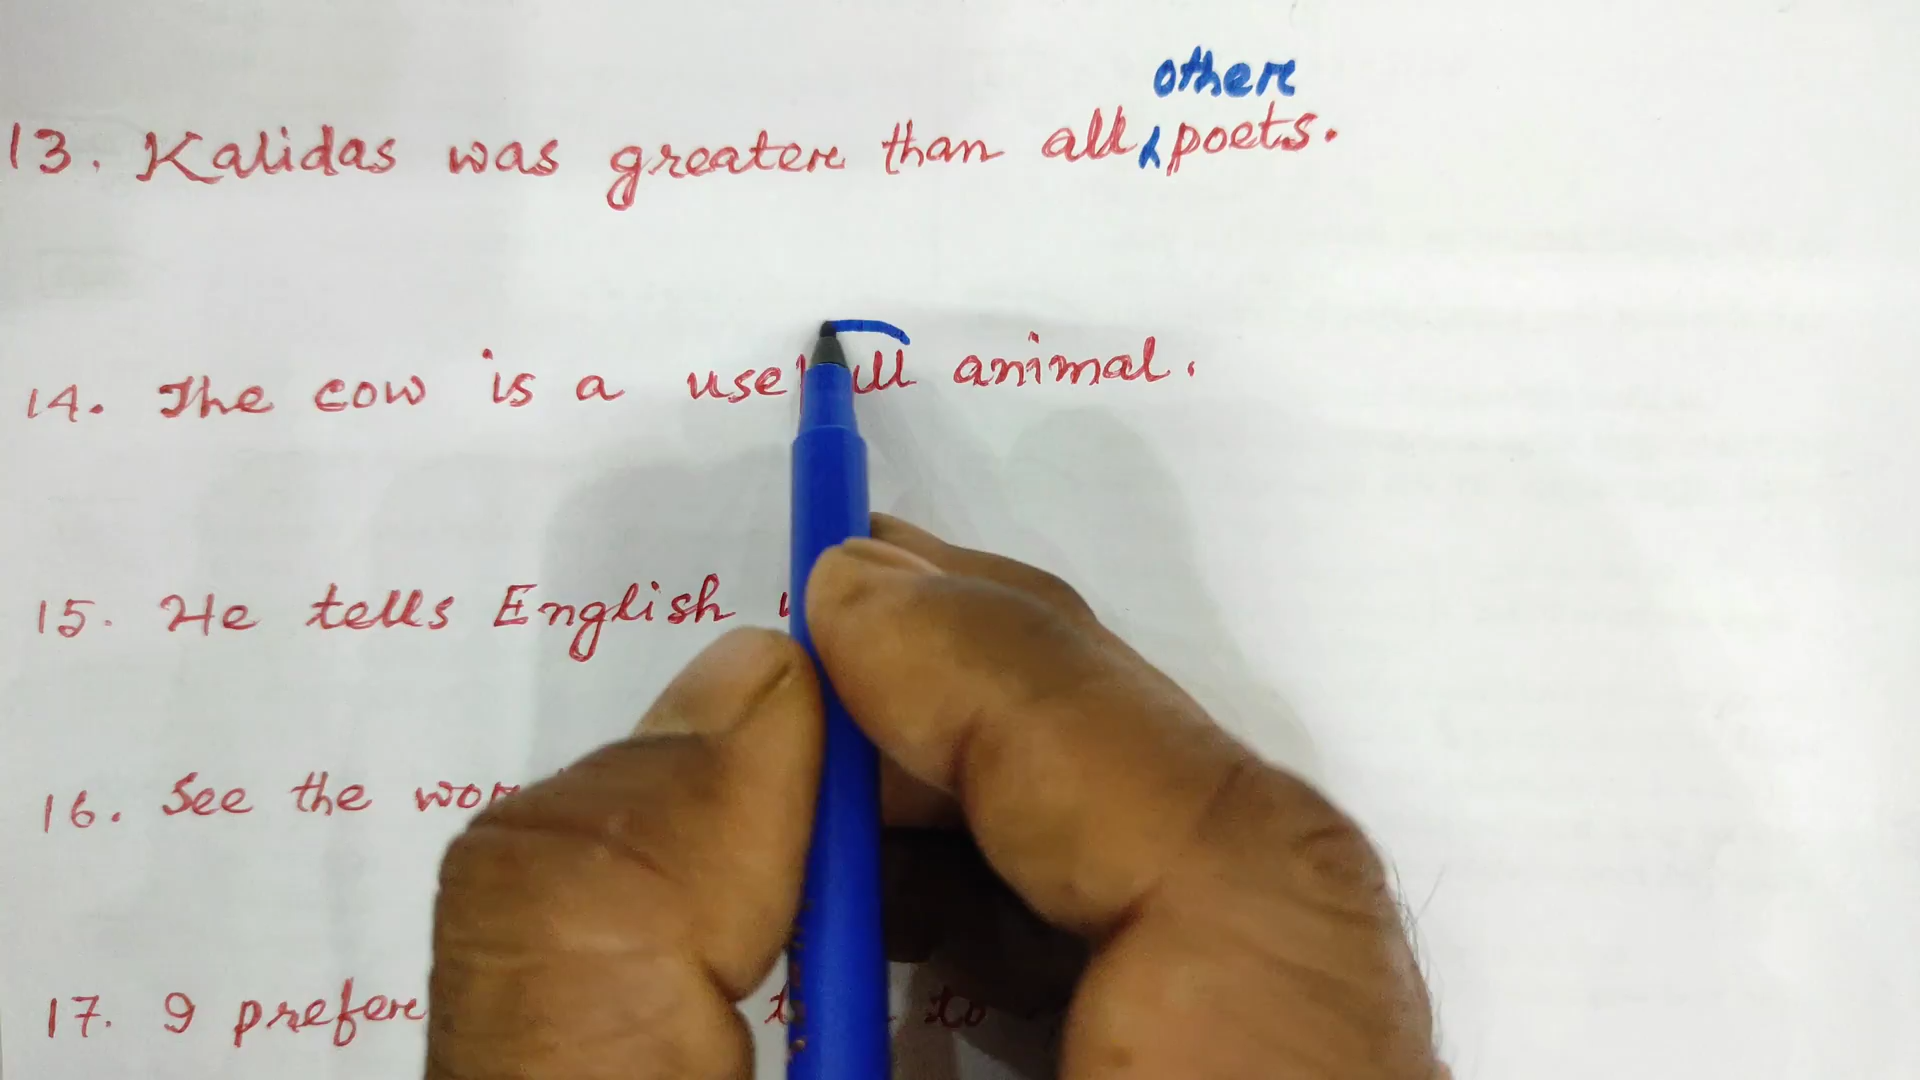 other
13. Kalidas was greater than all poets.
14. The cow is a usefull animal.
15. He tells English
16. See the
17. I prefer to